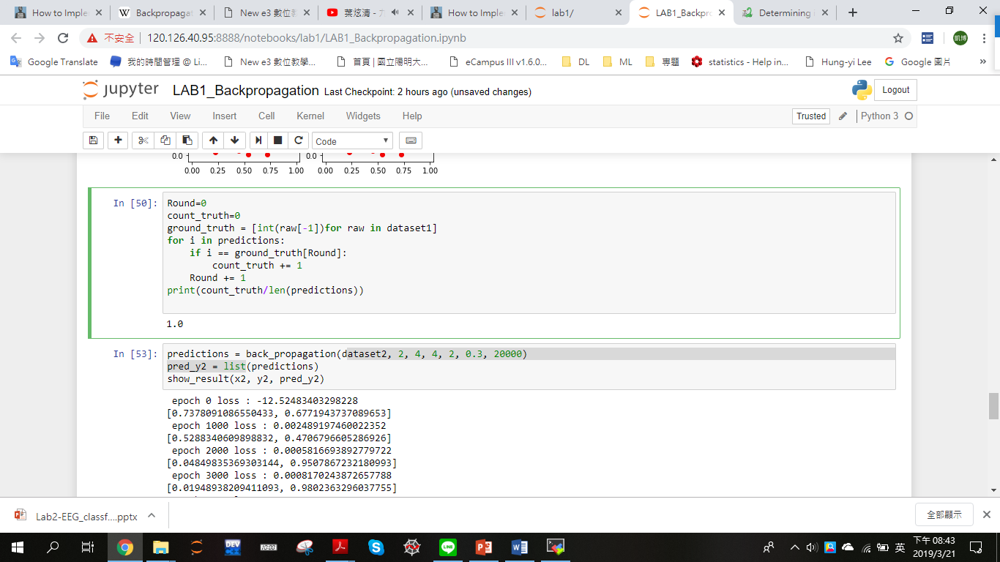 How to Imple
Backpropagat
New e3 數位
葉炫清 - 
How to Imple
lab1/
LAB1_Backpro
Determining
不安全 | 120.126.40.95:8888/notebooks/lab1/LAB1_Backpropagation.ipynb
凱博
Google Translate
我的時間管理 @ Li...
New e3 數位教學...
首頁 | 國立陽明大...
eCampus III v1.6.0...
DL
ML
專題
statistics - Help in...
Hung-yi Lee
Google 圖片
»
jupyter LAB1_Backpropagation Last Checkpoint: 2 hours ago (unsaved changes)
Logout
File Edit View Insert Cell Kernel Widgets Help
Trusted
Python 3
Code
0.0 0.0
0.00 0.25 0.50 0.75 1.00 0.00 0.25 0.50 0.75 1.00
In [50]:
Round=0
count_truth=0
ground_truth = [int(raw[-1])for raw in dataset1]
for i in predictions:
    if i == ground_truth[Round]:
        count_truth += 1
    Round += 1
print(count_truth/len(predictions))
1.0
In [53]:
predictions = back_propagation(dataset2, 2, 4, 4, 2, 0.3, 20000)
pred_y2 = list(predictions)
show_result(x2, y2, pred_y2)
epoch 0 loss : -12.52483403298228
[0.7378091086550433, 0.6771943737089653]
epoch 1000 loss : 0.002489197460022352
[0.5288340609898832, 0.4706796605286926]
epoch 2000 loss : 0.0005816693892779722
[0.04849835369303144, 0.9507867232180993]
epoch 3000 loss : 0.0008170243872657788
[0.01948938209411093, 0.9802363296037755]
Lab2-EEG_classf....pptx
全部顯示
DEV
英
下午 08:43
2019/3/21